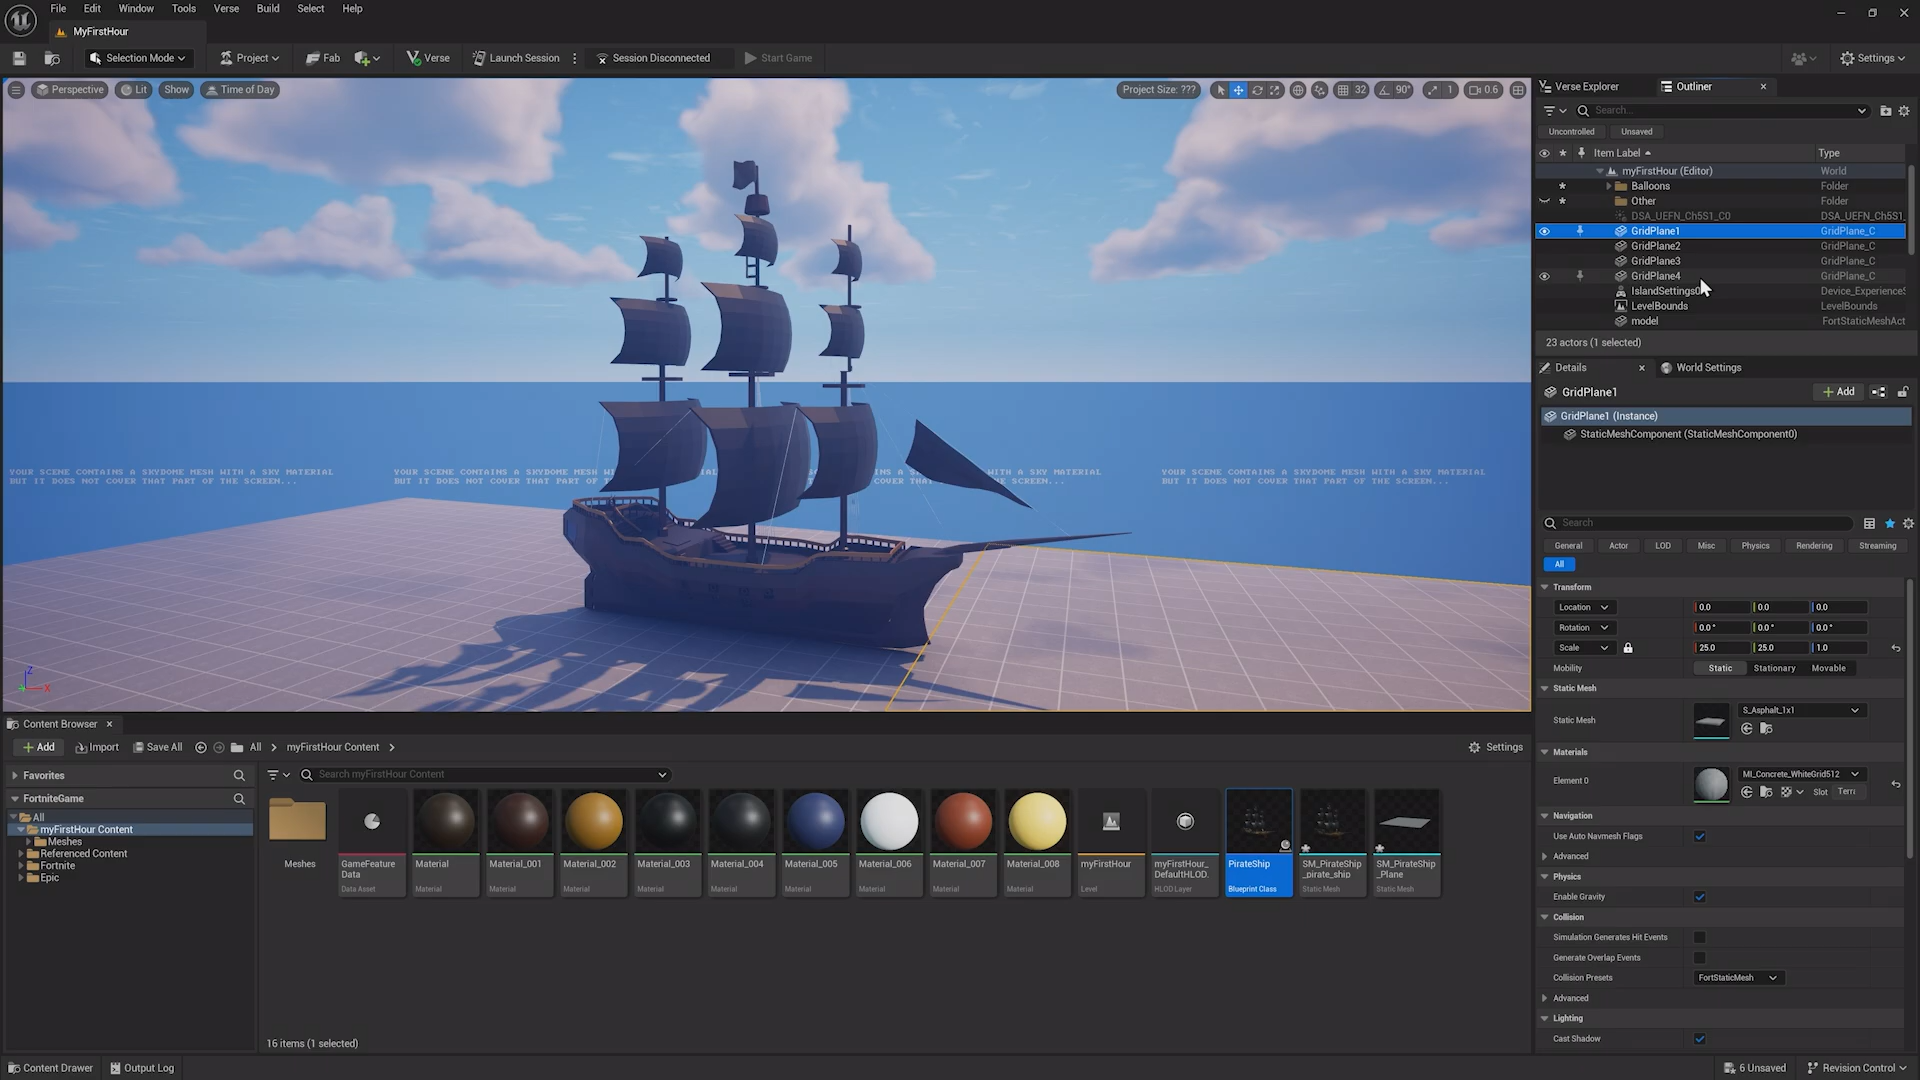 File Edit Window Tools Verse Build Select Help
MyFirstHour
Selection Mode Project Fab Verse Launch Session Session Disconnected Start Game Settings
Perspective Lit Show Time of Day Project Size: ??? 32 90° 1 0.6
YOUR SCENE CONTAINS A SKYDOME MESH WITH A SKY MATERIAL
BUT IT DOES NOT COVER THAT PART OF THE SCREEN...
YOUR SCENE CONTAINS A SKYDOME MESH WITH A SKY MATERIAL
BUT IT DOES NOT COVER THAT PART OF THE SCREEN...
Verse Explorer Outliner
Search...
Uncontrolled Unsaved
Item Label Type
myFirstHour (Editor) World
Balloons Folder
Other Folder
DSA_UEFN_Ch5S1_C0 DSA_UEFN_Ch5S1_
GridPlane1 GridPlane_C
GridPlane2 GridPlane_C
GridPlane3 GridPlane_C
GridPlane4 GridPlane_C
IslandSettings Device_Experience
LevelBounds LevelBounds
model FortStaticMeshAct
23 actors (1 selected)
Details World Settings
GridPlane1 Add
GridPlane1 (Instance)
StaticMeshComponent (StaticMeshComponent0)
Search
General Actor LOD Misc Physics Rendering Streaming
All
Transform
Location 0.0 0.0 0.0
Rotation 0.0° 0.0° 0.0°
Scale 25.0 25.0 1.0
Mobility Static Stationary Movable
Static Mesh
Static Mesh S_Asphalt_1x1
Materials
Element 0 MI_Concrete_WhiteGrid512
Slot Terri
Navigation
Use Auto Navmesh Flags
Advanced
Physics
Enable Gravity
Collision
Simulation Generates Hit Events
Generate Overlap Events
Collision Presets FortStaticMesh
Advanced
Lighting
Cast Shadow
Content Browser
Add Import Save All All myFirstHour Content Settings
Favorites
Search myFirstHour Content
FortniteGame
All
myFirstHour Content
Meshes
Referenced Content
Fortnite
Epic
Meshes
GameFeature
Data
Data Asset
Material
Material
Material_001
Material
Material_002
Material
Material_003
Material
Material_004
Material
Material_005
Material
Material_006
Material
Material_007
Material
Material_008
Material
myFirstHour
Level
myFirstHour_
DefaultHLOD.
HLOD Layer
PirateShip
Blueprint Class
SM_PirateShip
_pirate_ship
Static Mesh
SM_PirateShip
_Plane
Static Mesh
16 items (1 selected)
Content Drawer Output Log 6 Unsaved Revision Control